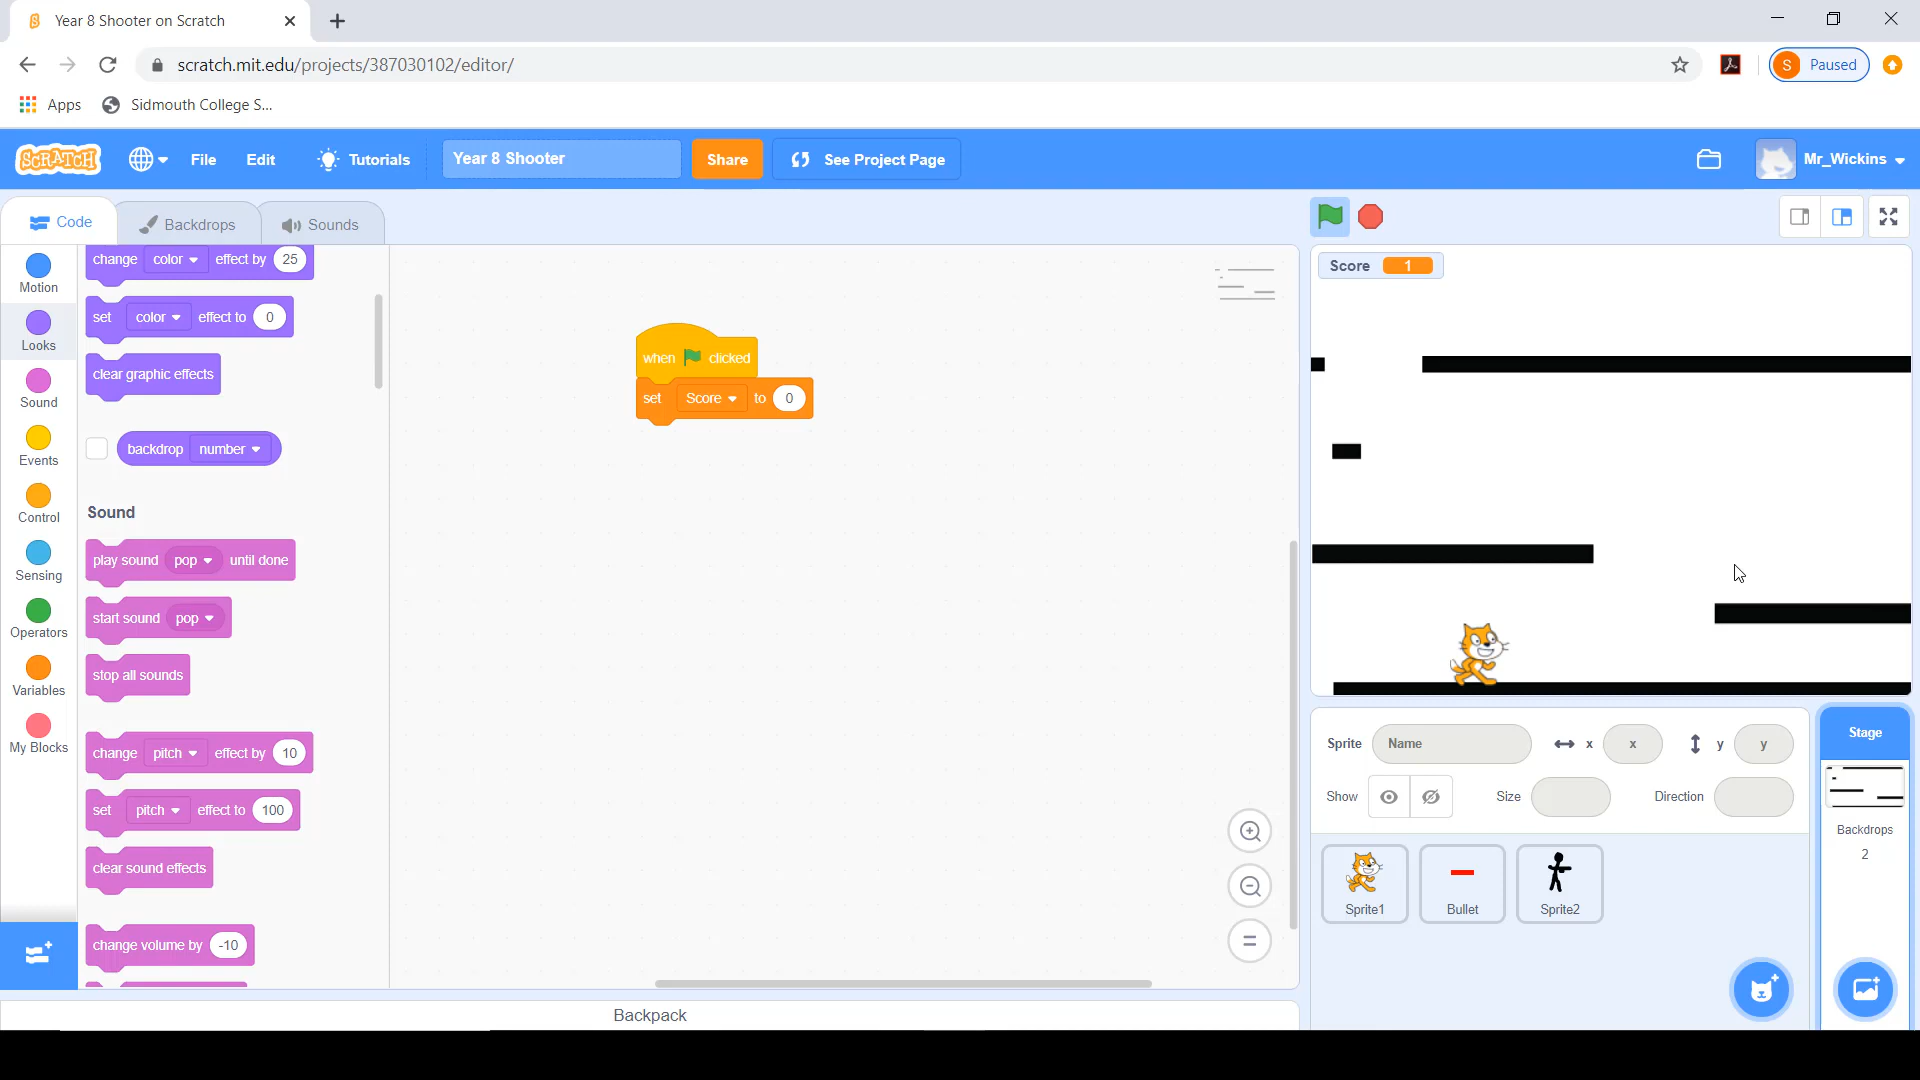 Year 8 Shooter on Scratch
scratch.mit.edu/projects/387030102/editor/
S Paused
Apps Sidmouth College S...
SCRATCH File Edit Tutorials Year 8 Shooter Share See Project Page Mr_Wickins
Code Backdrops Sounds
Motion
Looks
Sound
Events
Control
Sensing
Operators
Variables
My Blocks
change color effect by 25
set color effect to 0
clear graphic effects
backdrop number
Sound
play sound pop until done
start sound pop
stop all sounds
change pitch effect by 10
set pitch effect to 100
clear sound effects
change volume by -10
when clicked
set Score to 0
Backpack
Score 1
Sprite Name x x y y
Show Size Direction
Sprite1 Bullet Sprite2
Stage
Backdrops
2